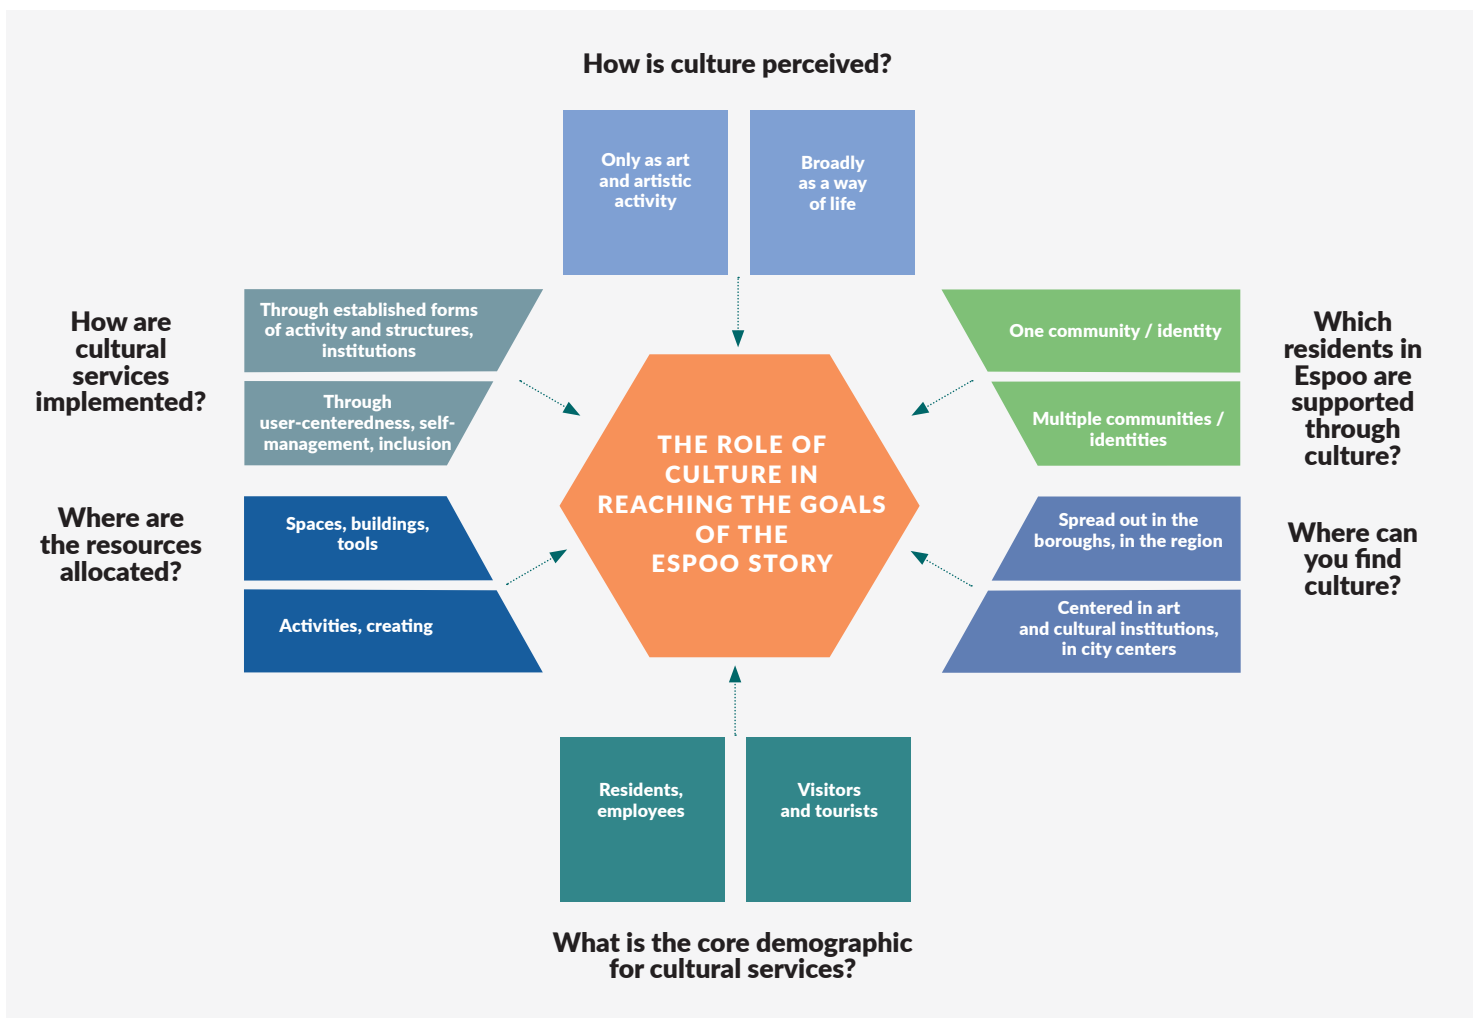 How is culture perceived?
Only as art
and artistic
activity
Broadly
as a way
of life
How are
cultural
services
implemented?
Through established forms
of activity and structures,
institutions
Through
user-centeredness, self-
management, inclusion
One community / identity
Multiple communities /
identities
Which
residents in
Espoo are
supported
through
culture?
THE ROLE OF
CULTURE IN
REACHING THE GOALS
OF THE
ESPOO STORY
Where are
the resources
allocated?
Spaces, buildings,
tools
Activities, creating
Spread out in the
boroughs, in the region
Centered in art
and cultural institutions,
in city centers
Where can
you find
culture?
Residents,
employees
Visitors
and tourists
What is the core demographic
for cultural services?